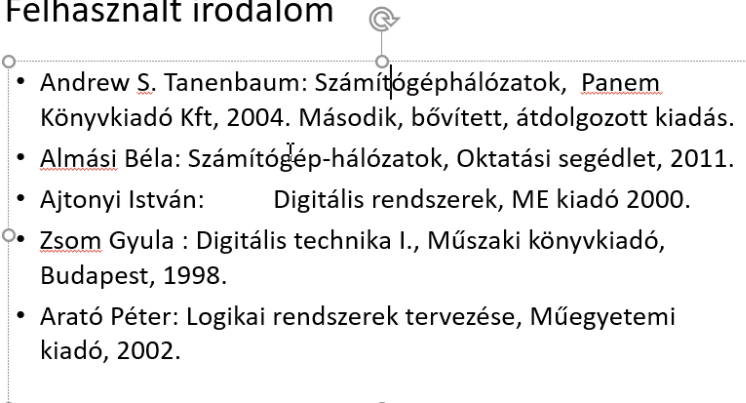 Felhasznált irodalom
• Andrew S. Tanenbaum: Számítógéphálózatok, Panem
Könyvkiadó Kft, 2004. Második, bővített, átdolgozott kiadás.
• Almási Béla: Számítógép-hálózatok, Oktatási segédlet, 2011.
• Ajtonyi István: Digitális rendszerek, ME kiadó 2000.
• Zsom Gyula : Digitális technika I., Műszaki könyvkiadó,
Budapest, 1998.
• Arató Péter: Logikai rendszerek tervezése, Műegyetemi
kiadó, 2002.